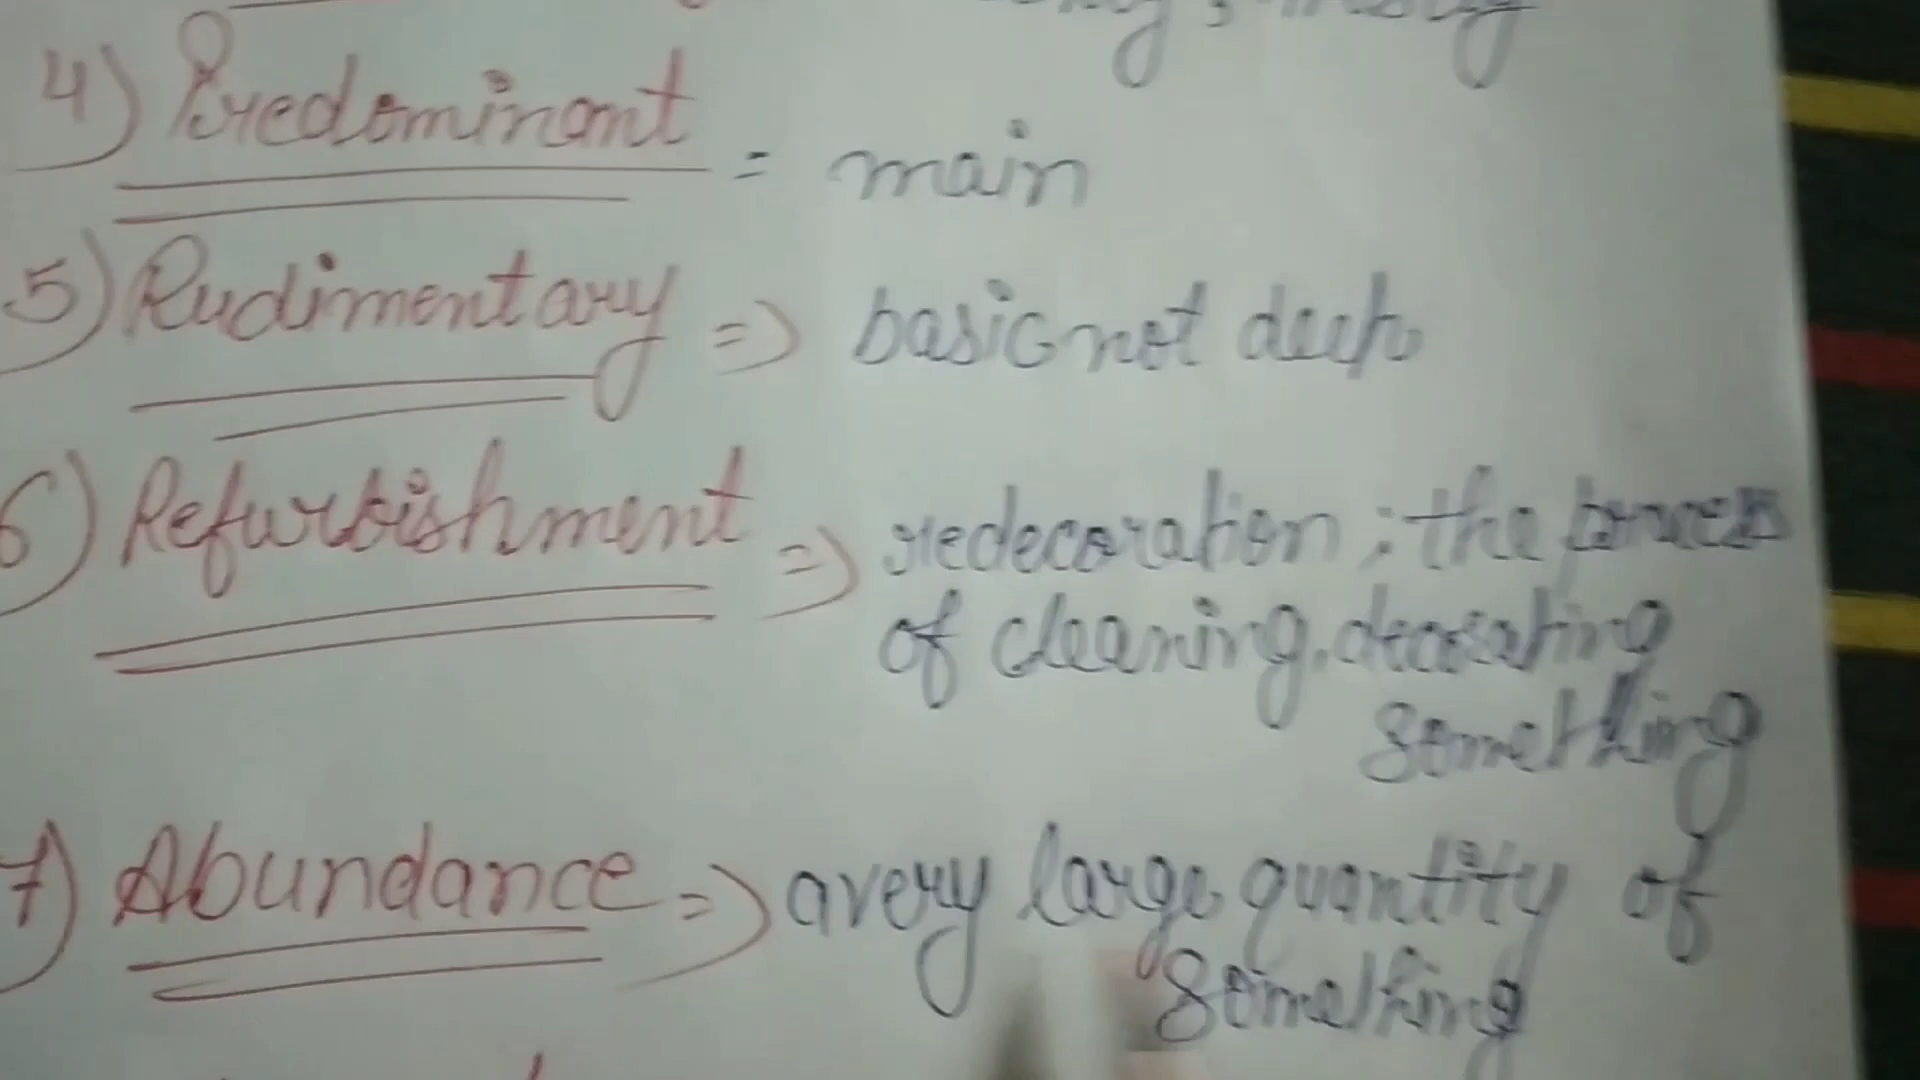 4) Predominant = main
5) Rudimentary => basic not deep
6) Refurbishment => redecoration ; the process
of cleaning, decorating
something
7) Abundance => a very large quantity of
something